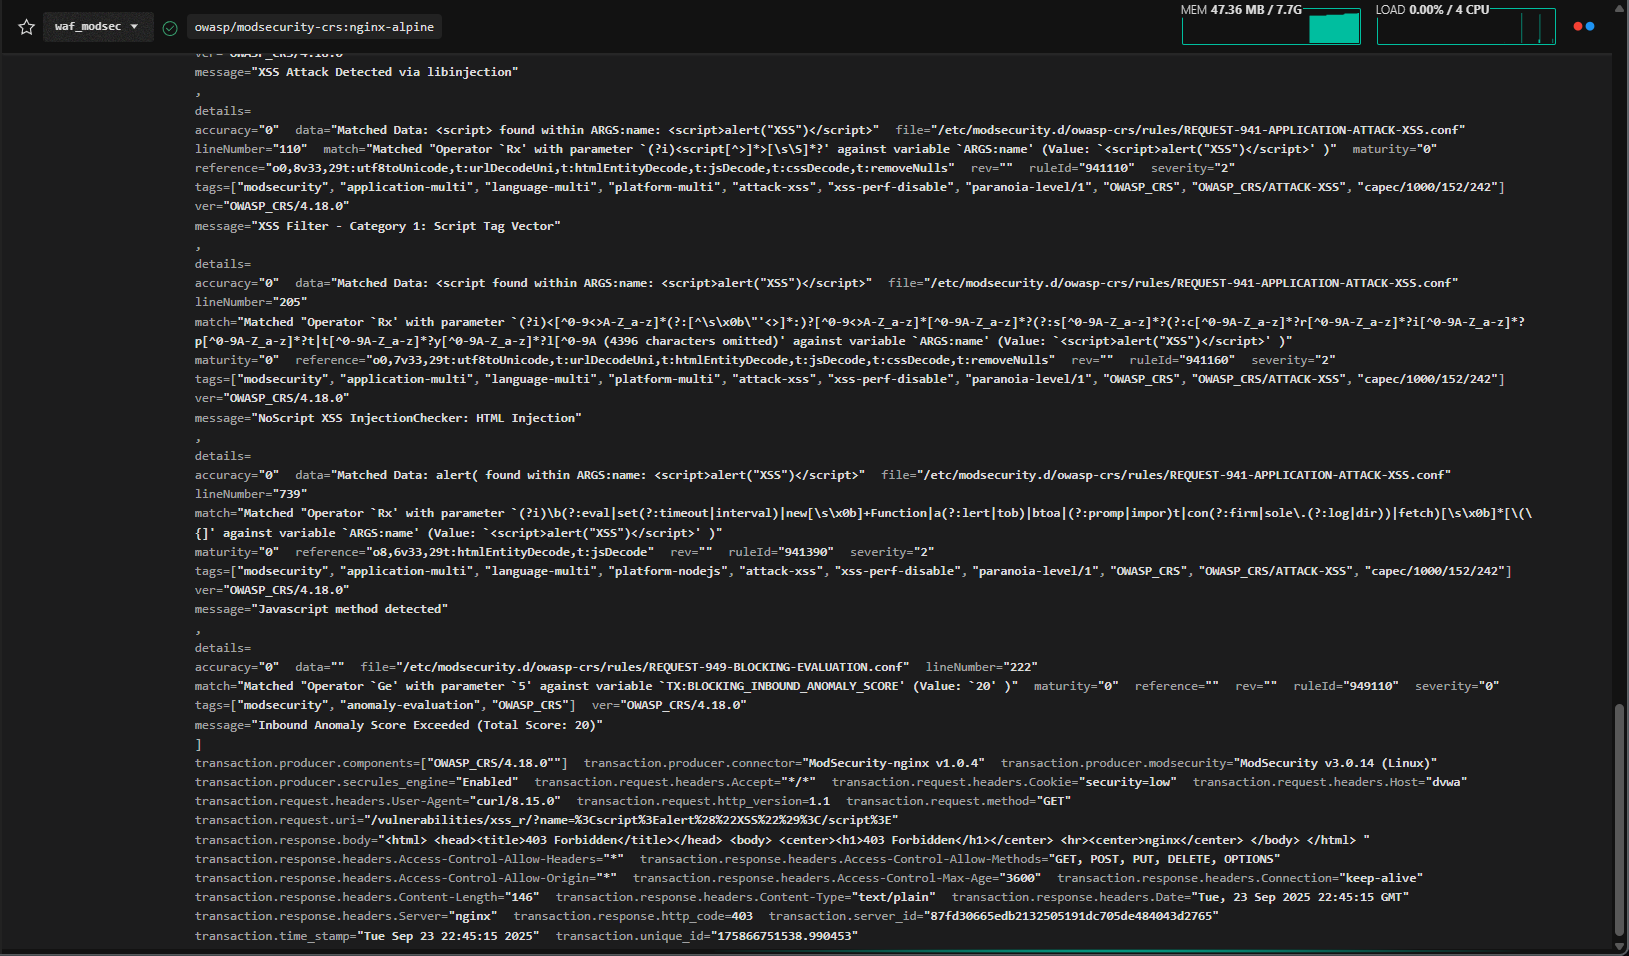 waf_modsec
owasp/modsecurity-crs:nginx-alpine
MEM 47.36 MB / 7.7G
LOAD 0.00% / 4 CPU
ver="OWASP_CRS/4.18.0"
message="XSS Attack Detected via libinjection"
,
details=
accuracy="0" data="Matched Data: <script> found within ARGS:name: <script>alert("XSS")</script>" file="/etc/modsecurity.d/owasp-crs/rules/REQUEST-941-APPLICATION-ATTACK-XSS.conf"
lineNumber="110" match="Matched "Operator `Rx' with parameter `(?i)<script[^>]*>[\s\S]*?' against variable `ARGS:name' (Value: `<script>alert("XSS")</script>' )" maturity="0"
reference="o0,8v33,29t:utf8toUnicode,t:urlDecodeUni,t:htmlEntityDecode,t:jsDecode,t:cssDecode,t:removeNulls" rev="" ruleId="941110" severity="2"
tags=["modsecurity", "application-multi", "language-multi", "platform-multi", "attack-xss", "xss-perf-disable", "paranoia-level/1", "OWASP_CRS", "OWASP_CRS/ATTACK-XSS", "capec/1000/152/242"]
ver="OWASP_CRS/4.18.0"
message="XSS Filter - Category 1: Script Tag Vector"
,
details=
accuracy="0" data="Matched Data: <script found within ARGS:name: <script>alert("XSS")</script>" file="/etc/modsecurity.d/owasp-crs/rules/REQUEST-941-APPLICATION-ATTACK-XSS.conf"
lineNumber="205"
match="Matched "Operator `Rx' with parameter `(?i)<[^0-9<>A-Z_a-z]*(?:[^\s\x0b\"'<>]*:)?[^0-9<>A-Z_a-z]*[^0-9A-Z_a-z]*?(?:s[^0-9A-Z_a-z]*?(?:c[^0-9A-Z_a-z]*?r[^0-9A-Z_a-z]*?i[^0-9A-Z_a-z]*?
p[^0-9A-Z_a-z]*?t|t[^0-9A-Z_a-z]*?y[^0-9A-Z_a-z]*?l[^0-9A (4396 characters omitted)' against variable `ARGS:name' (Value: `<script>alert("XSS")</script>' )"
maturity="0" reference="o0,7v33,29t:utf8toUnicode,t:urlDecodeUni,t:htmlEntityDecode,t:jsDecode,t:cssDecode,t:removeNulls" rev="" ruleId="941160" severity="2"
tags=["modsecurity", "application-multi", "language-multi", "platform-multi", "attack-xss", "xss-perf-disable", "paranoia-level/1", "OWASP_CRS", "OWASP_CRS/ATTACK-XSS", "capec/1000/152/242"]
ver="OWASP_CRS/4.18.0"
message="NoScript XSS InjectionChecker: HTML Injection"
,
details=
accuracy="0" data="Matched Data: alert( found within ARGS:name: <script>alert("XSS")</script>" file="/etc/modsecurity.d/owasp-crs/rules/REQUEST-941-APPLICATION-ATTACK-XSS.conf"
lineNumber="739"
match="Matched "Operator `Rx' with parameter `(?i)\b(?:eval|set(?:timeout|interval)|new[\s\x0b]+Function|a(?:lert|tob)|btoa|(?:promp|impor)t|con(?:firm|sole\.(?:log|dir))|fetch)[\s\x0b]*[\(\
{]' against variable `ARGS:name' (Value: `<script>alert("XSS")</script>' )"
maturity="0" reference="o8,6v33,29t:htmlEntityDecode,t:jsDecode" rev="" ruleId="941390" severity="2"
tags=["modsecurity", "application-multi", "language-multi", "platform-nodejs", "attack-xss", "xss-perf-disable", "paranoia-level/1", "OWASP_CRS", "OWASP_CRS/ATTACK-XSS", "capec/1000/152/242"]
ver="OWASP_CRS/4.18.0"
message="Javascript method detected"
,
details=
accuracy="0" data="" file="/etc/modsecurity.d/owasp-crs/rules/REQUEST-949-BLOCKING-EVALUATION.conf" lineNumber="222"
match="Matched "Operator `Ge' with parameter `5' against variable `TX:BLOCKING_INBOUND_ANOMALY_SCORE' (Value: `20' )" maturity="0" reference="" rev="" ruleId="949110" severity="0"
tags=["modsecurity", "anomaly-evaluation", "OWASP_CRS"] ver="OWASP_CRS/4.18.0"
message="Inbound Anomaly Score Exceeded (Total Score: 20)"
]
transaction.producer.components=["OWASP_CRS/4.18.0""] transaction.producer.connector="ModSecurity-nginx v1.0.4" transaction.producer.modsecurity="ModSecurity v3.0.14 (Linux)"
transaction.producer.secrules_engine="Enabled" transaction.request.headers.Accept="*/*" transaction.request.headers.Cookie="security=low" transaction.request.headers.Host="dvwa"
transaction.request.headers.User-Agent="curl/8.15.0" transaction.request.http_version=1.1 transaction.request.method="GET"
transaction.request.uri="/vulnerabilities/xss_r/?name=%3Cscript%3Ealert%28%22XSS%22%29%3C/script%3E"
transaction.response.body="<html> <head><title>403 Forbidden</title></head> <body> <center><h1>403 Forbidden</h1></center> <hr><center>nginx</center> </body> </html> "
transaction.response.headers.Access-Control-Allow-Headers="*" transaction.response.headers.Access-Control-Allow-Methods="GET, POST, PUT, DELETE, OPTIONS"
transaction.response.headers.Access-Control-Allow-Origin="*" transaction.response.headers.Access-Control-Max-Age="3600" transaction.response.headers.Connection="keep-alive"
transaction.response.headers.Content-Length="146" transaction.response.headers.Content-Type="text/plain" transaction.response.headers.Date="Tue, 23 Sep 2025 22:45:15 GMT"
transaction.response.headers.Server="nginx" transaction.response.http_code=403 transaction.server_id="87fd30665edb2132505191dc705de484043d2765"
transaction.time_stamp="Tue Sep 23 22:45:15 2025" transaction.unique_id="175866751538.990453"